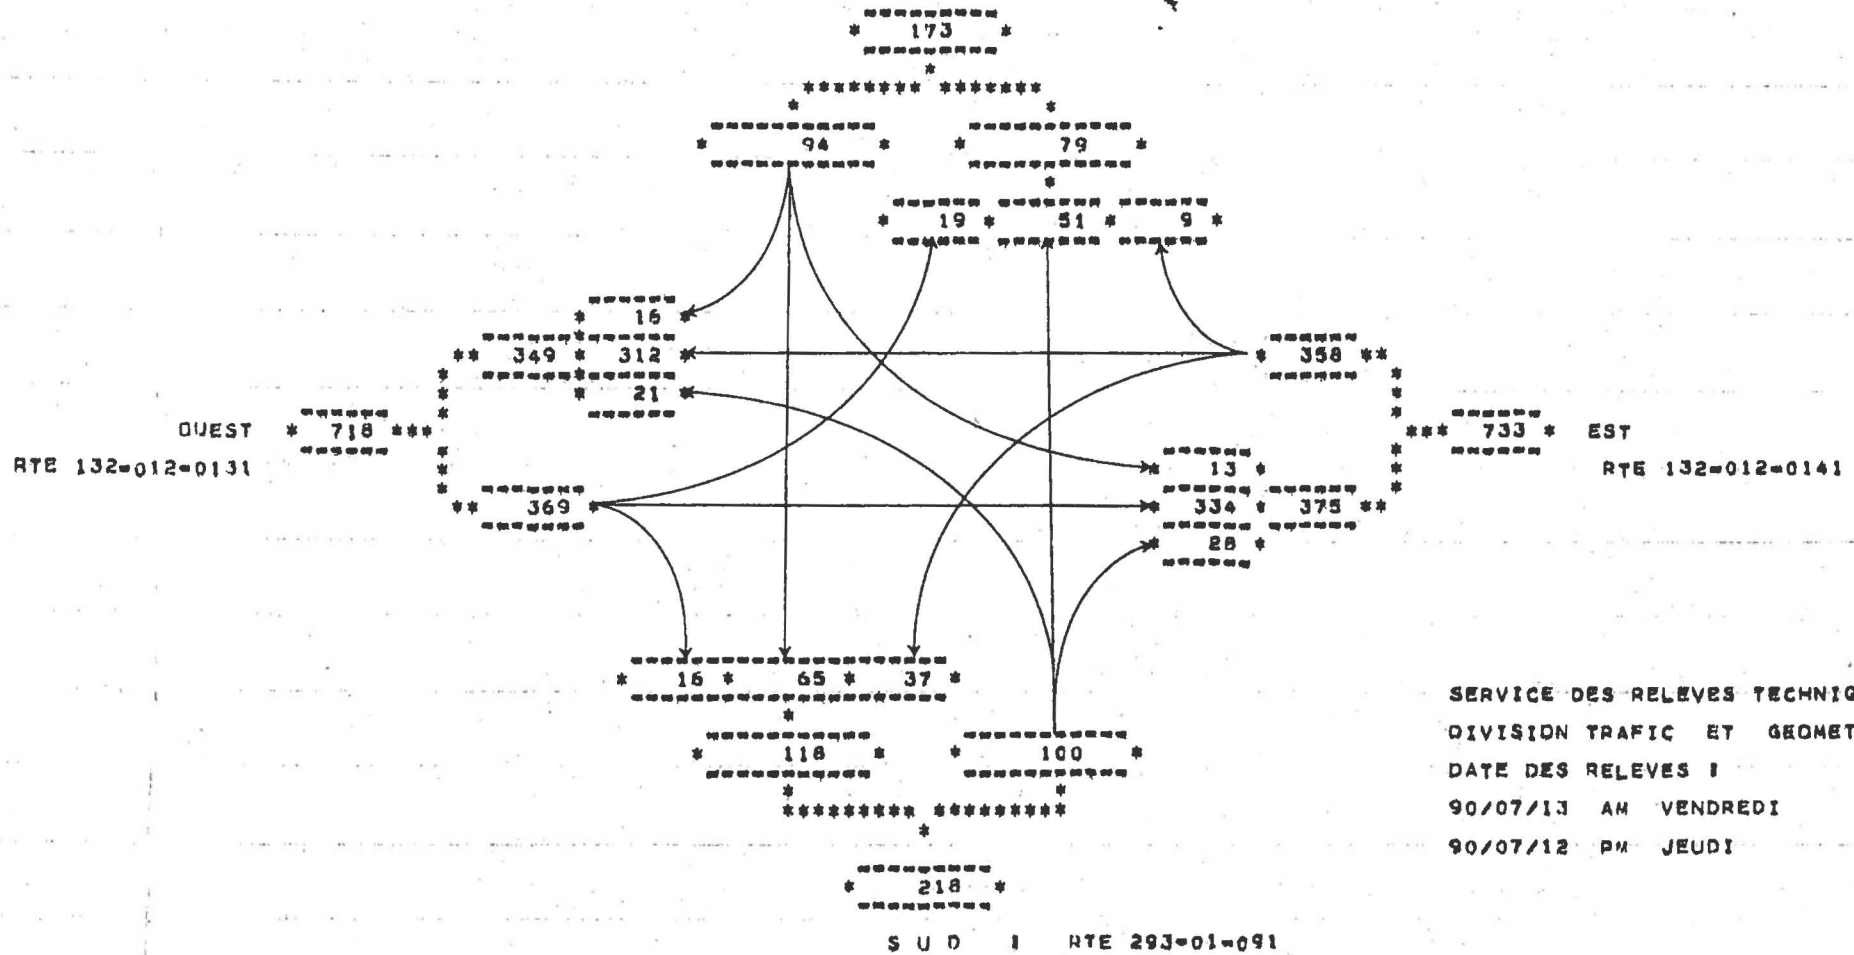 173
94 79
19 51 9
16
349 312 358
21
OUEST 718 733 EST
RTE 132-012-0131 13 RTE 132-012-0141
369 334 375
28
16 65 37
SERVICE DES RELEVES TECHNIQ
118 100 DIVISION TRAFIC ET GEOMET
DATE DES RELEVES :
90/07/13 AM VENDREDI
90/07/12 PM JEUDI
218
S U D : RTE 293-01-091